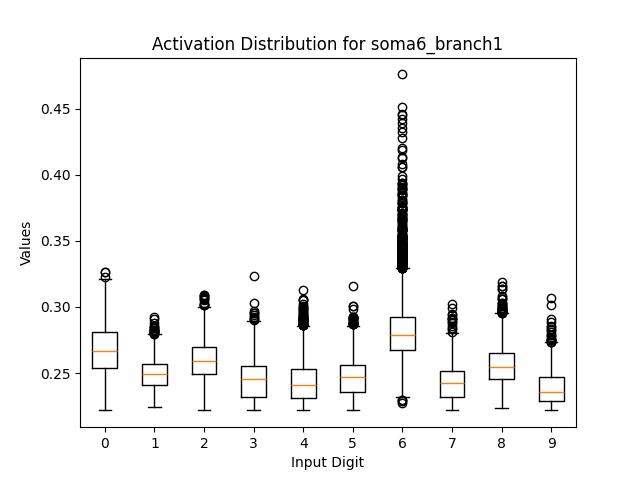 Activation Distribution for soma6_branch1
Values
0.45
0.40
0.35
0.30
0.25
0 1 2 3 4 5 6 7 8 9
Input Digit